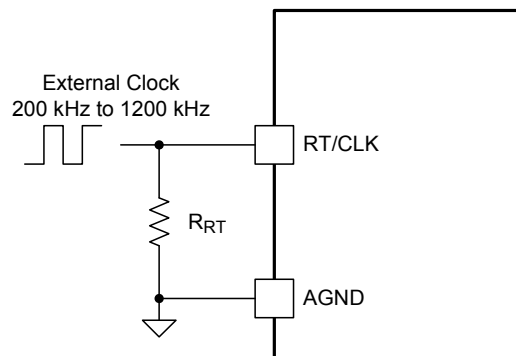 External Clock
200 kHz to 1200 kHz
RT/CLK
RRT
AGND